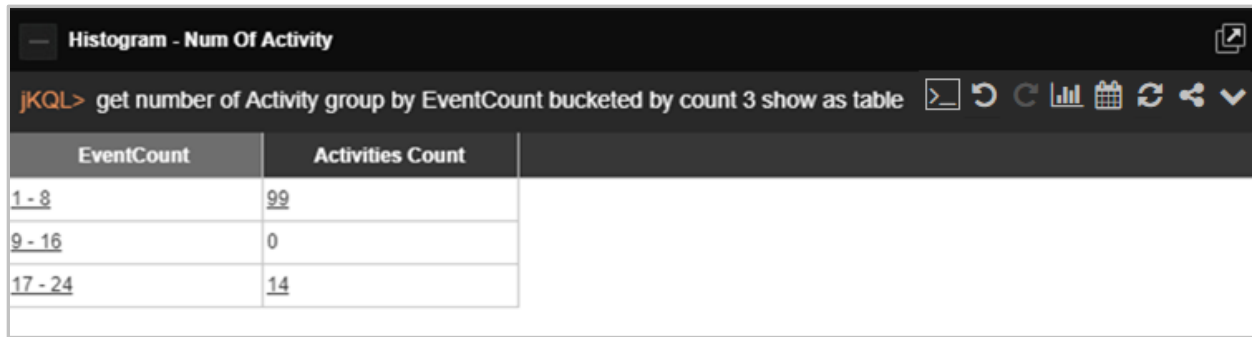 Histogram - Num Of Activity
jKQL> get number of Activity group by EventCount bucketed by count 3 show as table
EventCount Activities Count
1 - 8 99
9 - 16 0
17 - 24 14